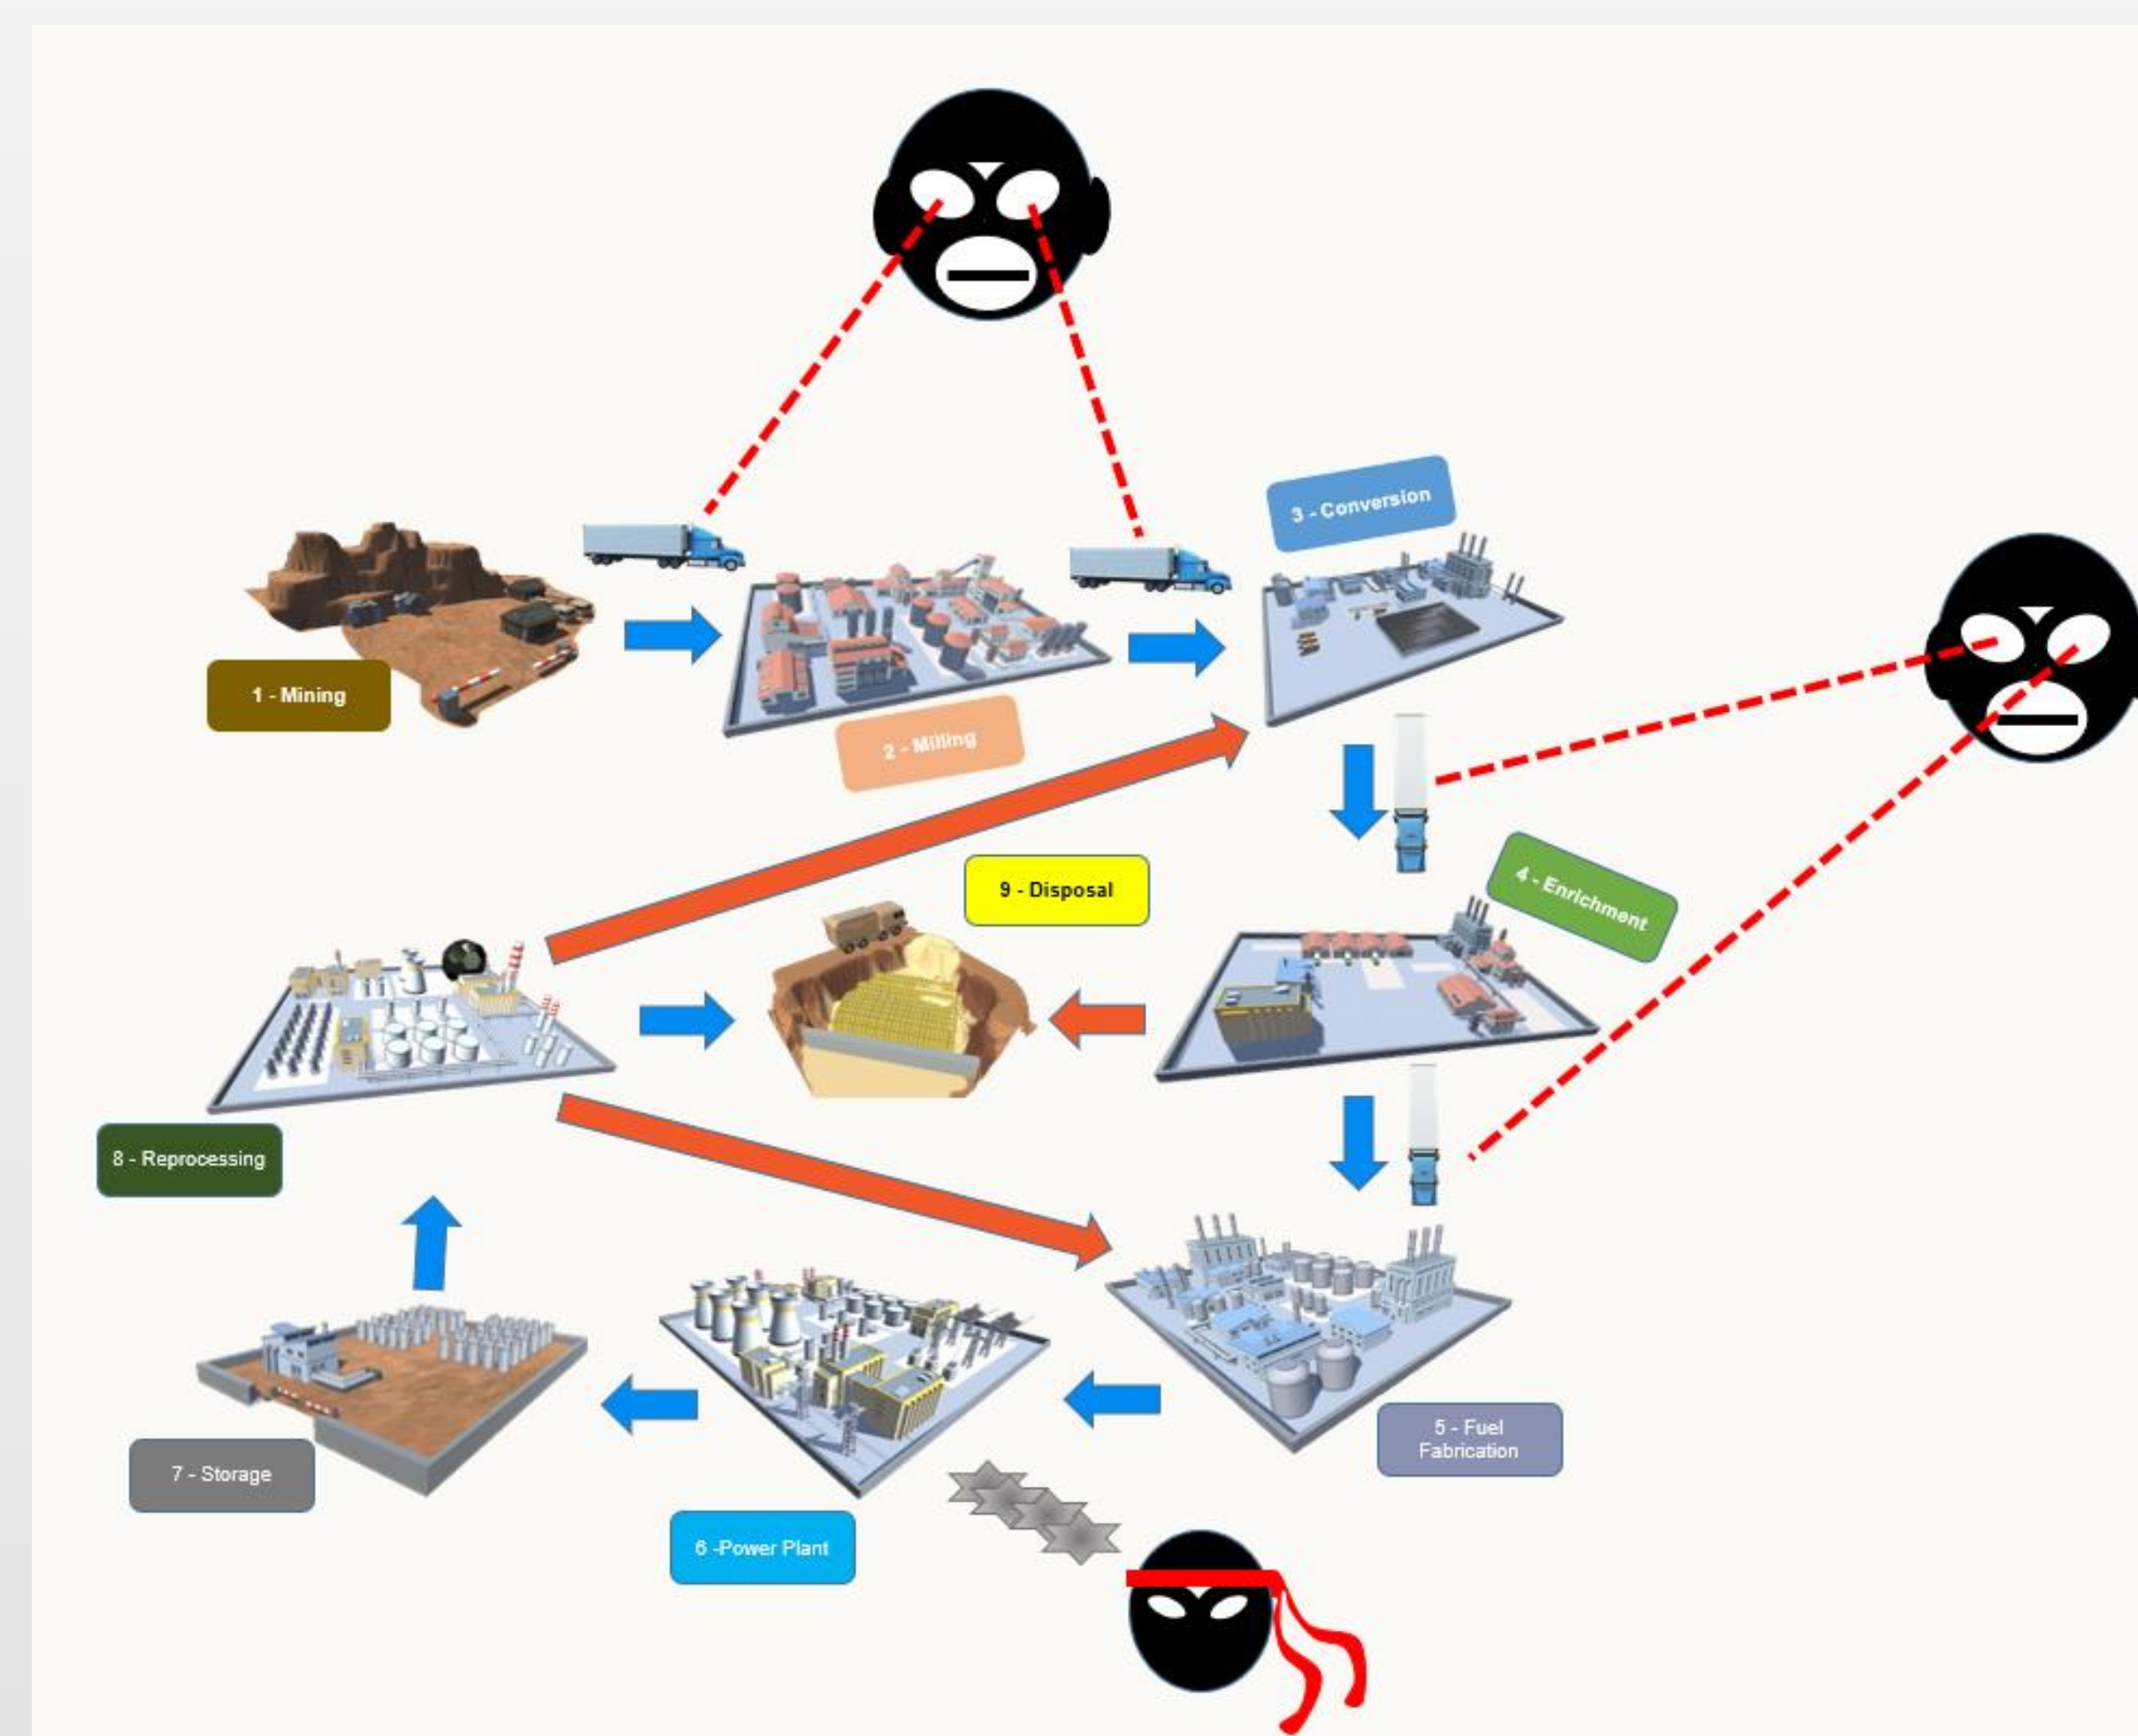 1 - Mining
2 - Milling
3 - Conversion
4 - Enrichment
5 - Fuel
Fabrication
6 -Power Plant
7 - Storage
8 - Reprocessing
9 - Disposal